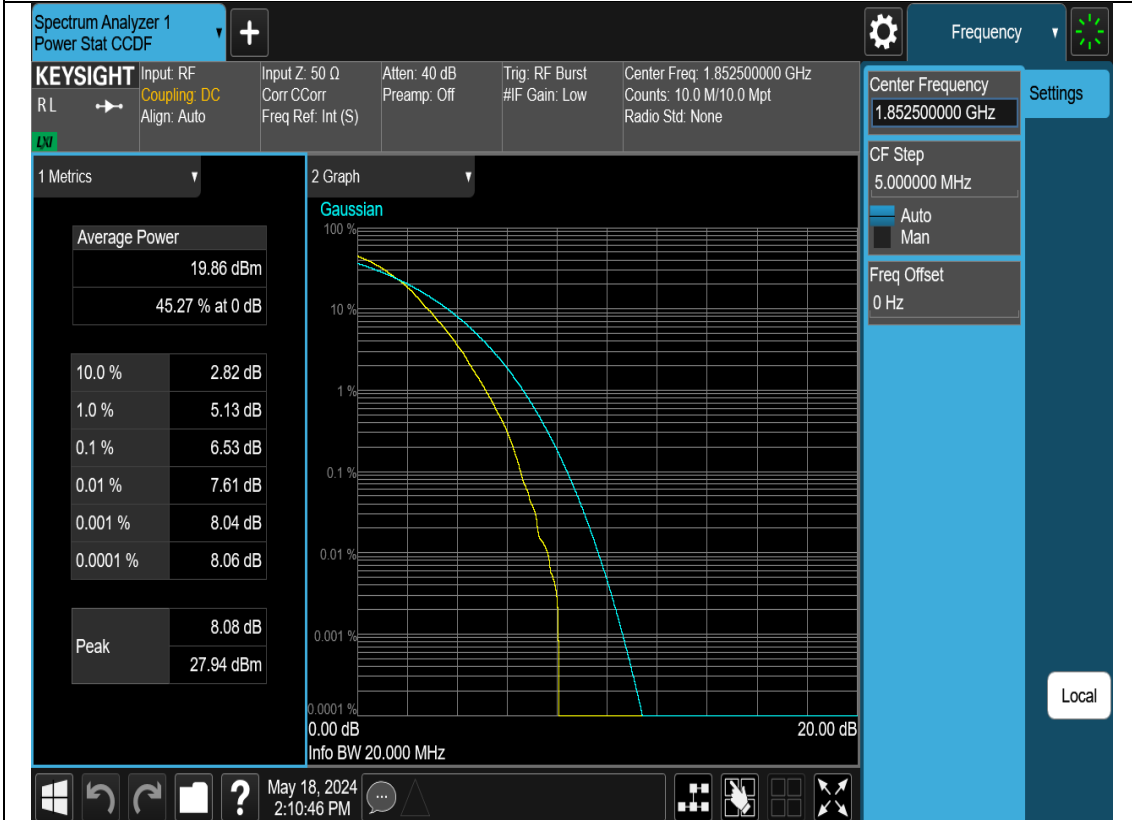 Spectrum Analyzer 1
Power Stat CCDF
+
Frequency
KEYSIGHT
RL
LXI
Input: RF
Coupling: DC
Align: Auto
Input Z: 50 Ω
Corr CCorr
Freq Ref: Int (S)
Atten: 40 dB
Preamp: Off
Trig: RF Burst
#IF Gain: Low
Center Freq: 1.852500000 GHz
Counts: 10.0 M/10.0 Mpt
Radio Std: None
Center Frequency
1.852500000 GHz
Settings
CF Step
5.000000 MHz
Auto
Man
Freq Offset
0 Hz
1 Metrics
Average Power
19.86 dBm
45.27 % at 0 dB
10.0 % 2.82 dB
1.0 % 5.13 dB
0.1 % 6.53 dB
0.01 % 7.61 dB
0.001 % 8.04 dB
0.0001 % 8.06 dB
Peak
8.08 dB
27.94 dBm
2 Graph
Gaussian
100 %
10 %
1 %
0.1 %
0.01 %
0.001 %
0.0001 %
0.00 dB 20.00 dB
Info BW 20.000 MHz
Local
?
May 18, 2024
2:10:46 PM